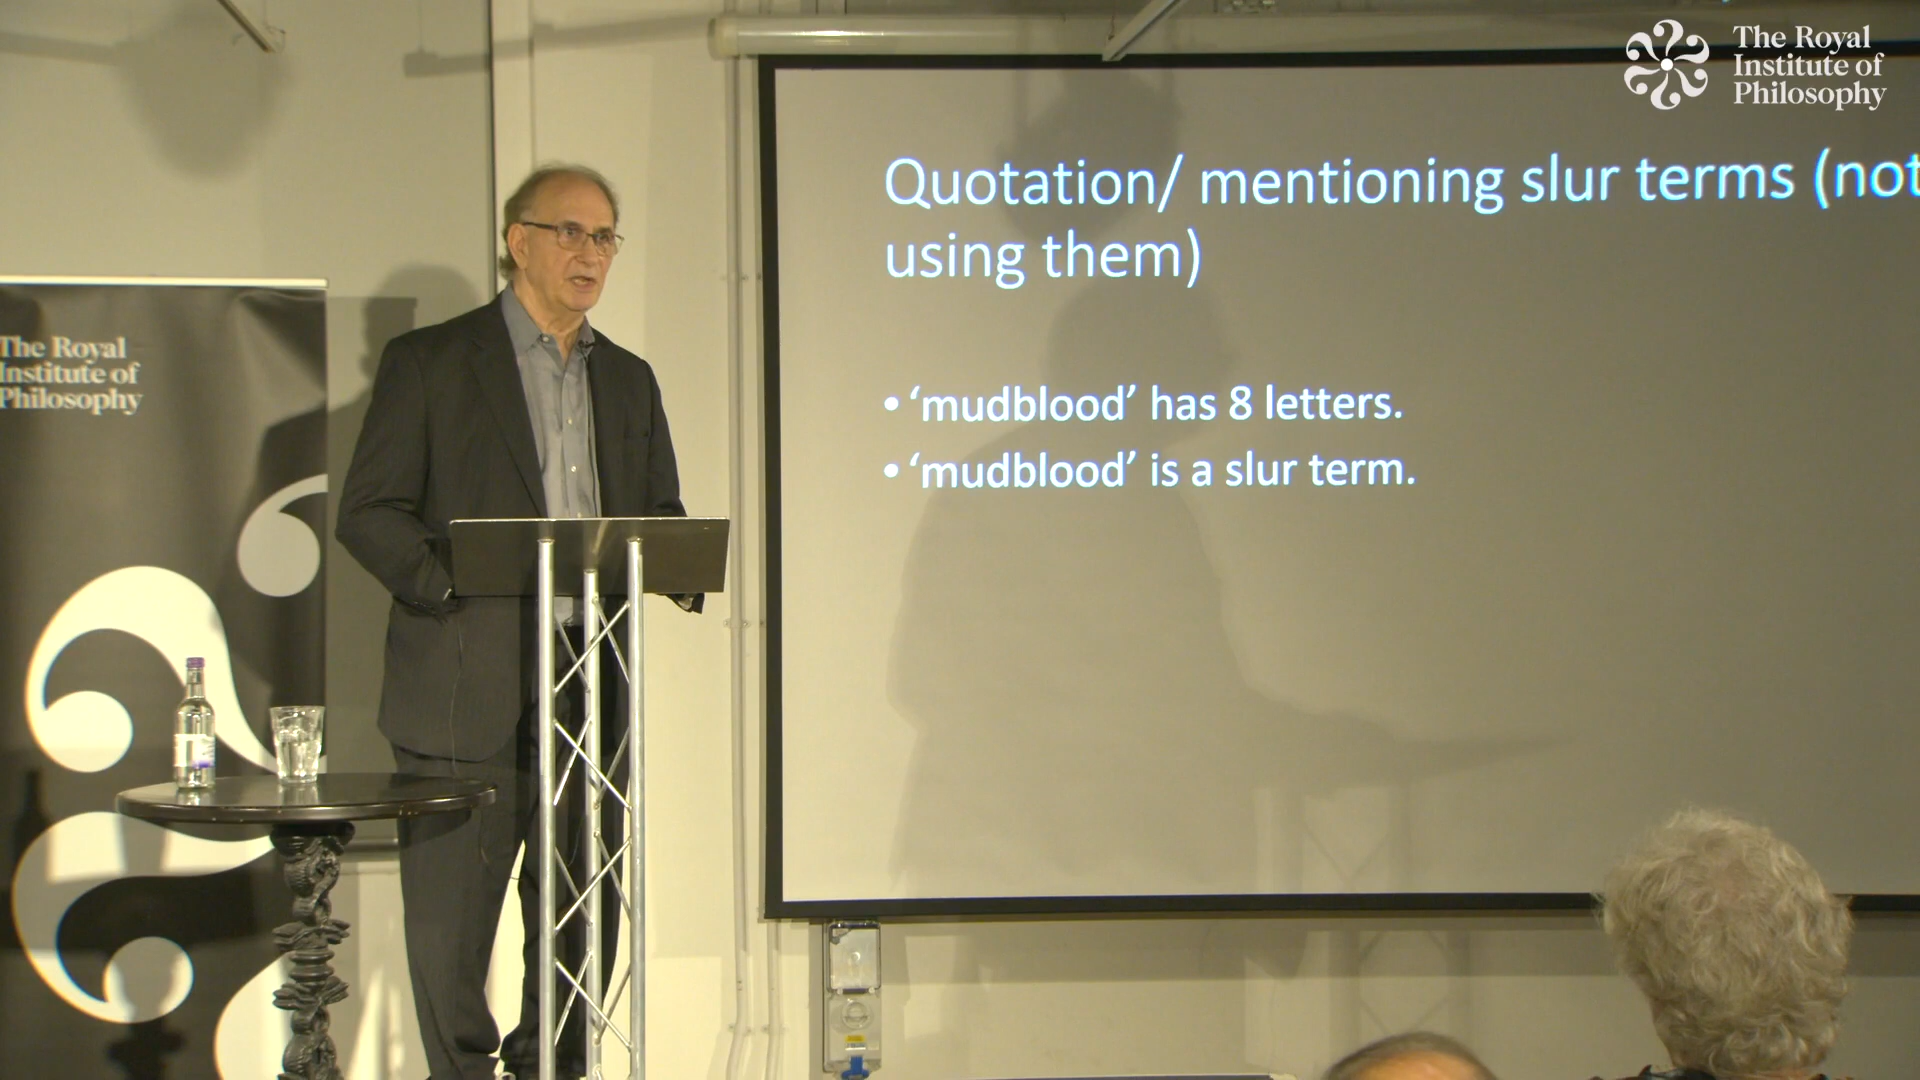 The Royal
Institute of
Philosophy
Quotation/ mentioning slur terms (not
using them)
• ‘mudblood’ has 8 letters.
• ‘mudblood’ is a slur term.
The Royal
Institute of
Philosophy